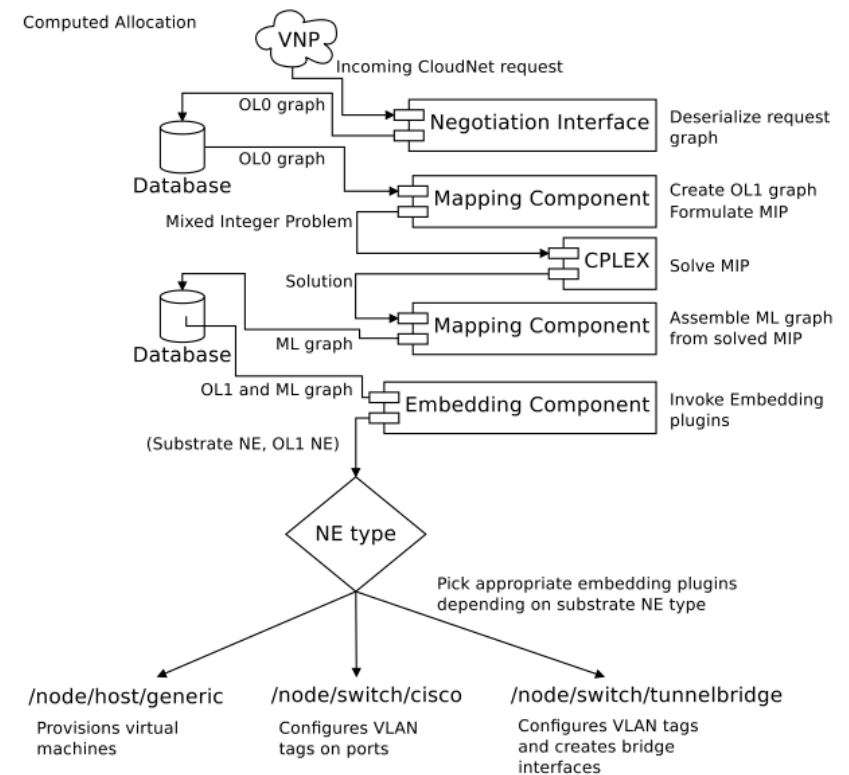 Computed Allocation
VNP
Incoming CloudNet request
OL0 graph
Negotiation Interface
Deserialize request
graph
OL0 graph
Database
Mapping Component
Create OL1 graph
Formulate MIP
Mixed Integer Problem
CPLEX
Solve MIP
Solution
Mapping Component
Assemble ML graph
from solved MIP
ML graph
Database
OL1 and ML graph
Embedding Component
Invoke Embedding
plugins
(Substrate NE, OL1 NE)
NE type
Pick appropriate embedding plugins
depending on substrate NE type
/node/host/generic
Provisions virtual
machines
/node/switch/cisco
Configures VLAN
tags on ports
/node/switch/tunnelbridge
Configures VLAN tags
and creates bridge
interfaces